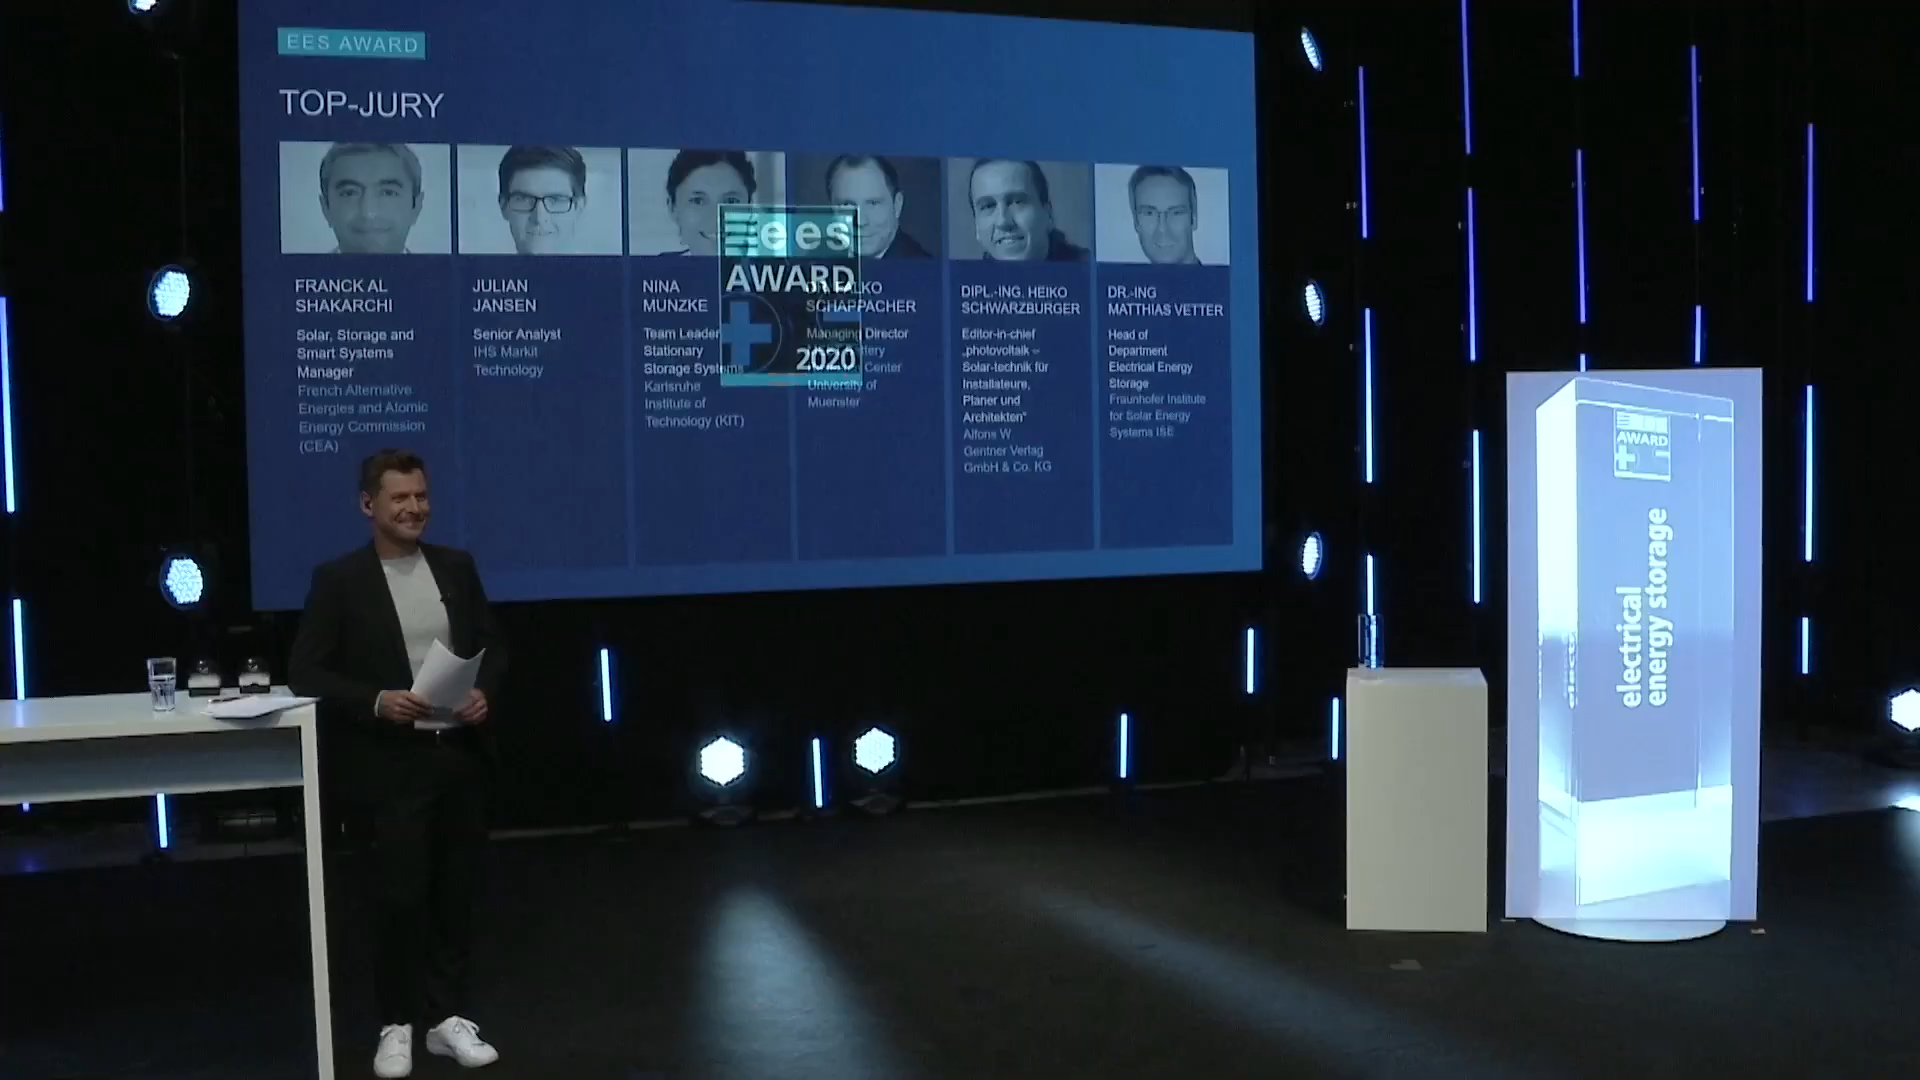 EES AWARD
TOP-JURY
FRANCK AL
SHAKARCHI
Solar, Storage and
Smart Systems
Manager
French Alternative
Energies and Atomic
Energy Commission
(CEA)
JULIAN
JANSEN
Senior Analyst
IHS Markit
Technology
NINA
MUNZKE
Team Leader
Stationary
Storage Systems
Karlsruhe
Institute of
Technology (KIT)
ees
AWARD
2020
FALKO
SCHAPPACHER
Managing Director
Center
University of
Muenster
DIPL.-ING. HEIKO
SCHWARZBURGER
Editor-in-chief
„photovoltaik –
Solar-technik für
Installateure,
Planer und
Architekten"
Alfons W
Gentner Verlag
GmbH & Co. KG
DR.-ING
MATTHIAS VETTER
Head of
Department
Electrical Energy
Storage
Fraunhofer Institute
for Solar Energy
Systems ISE
AWARD
electrical
energy storage